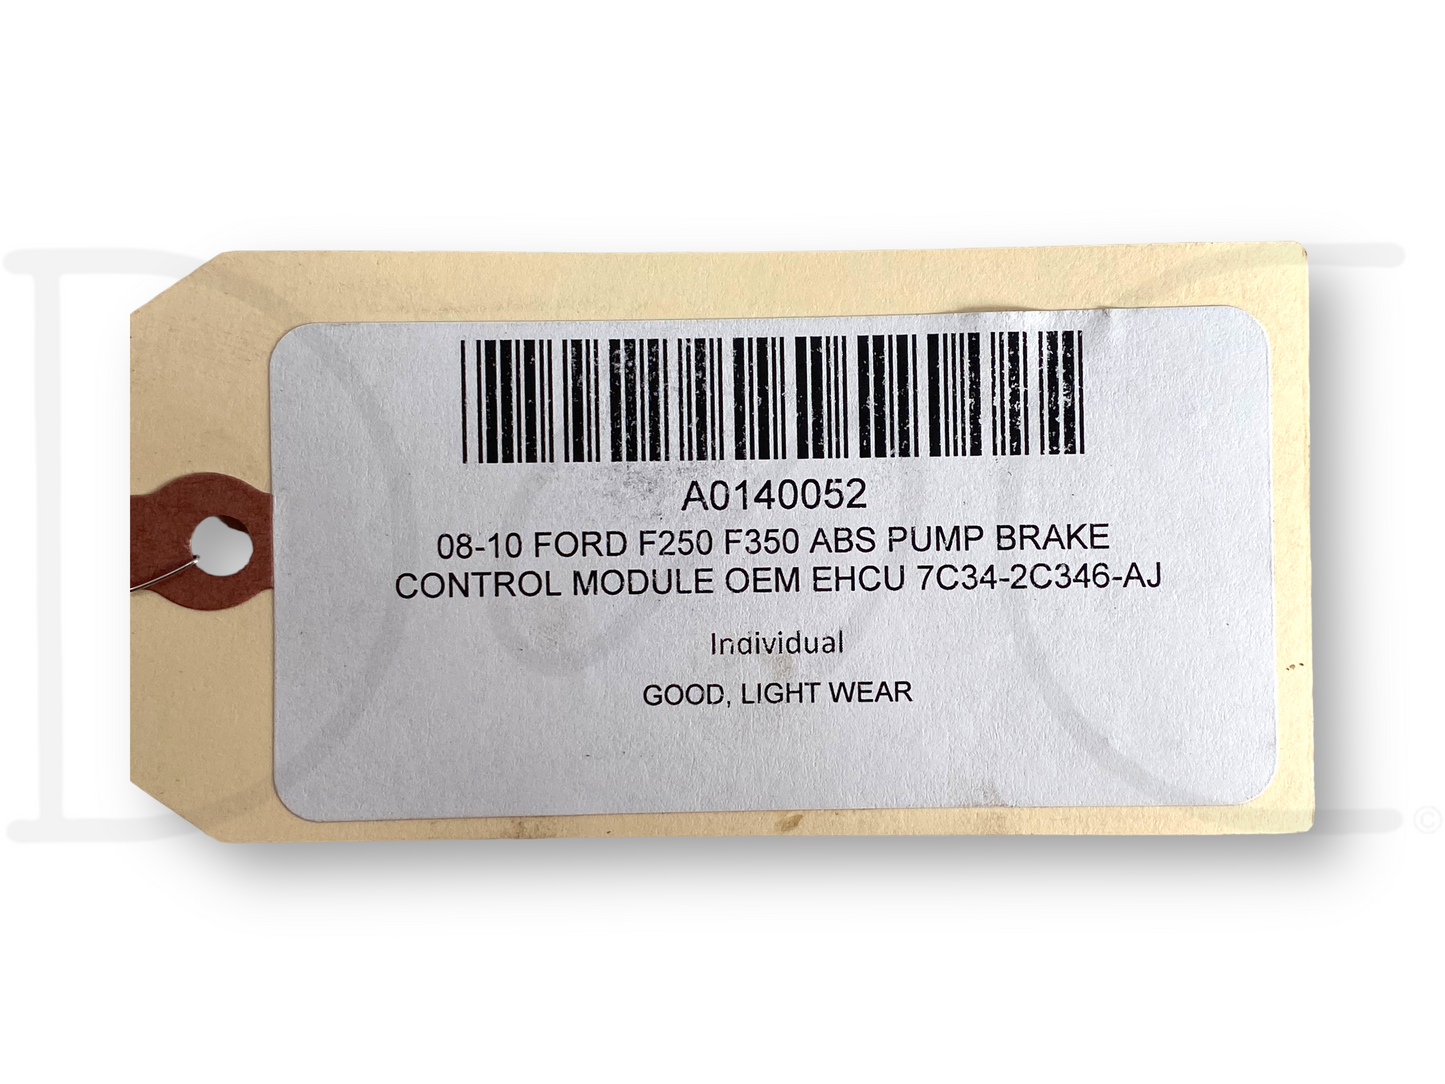 A0140052
08-10 FORD F250 F350 ABS PUMP BRAKE
CONTROL MODULE OEM EHCU 7C34-2C346-AJ
Individual
GOOD, LIGHT WEAR
©